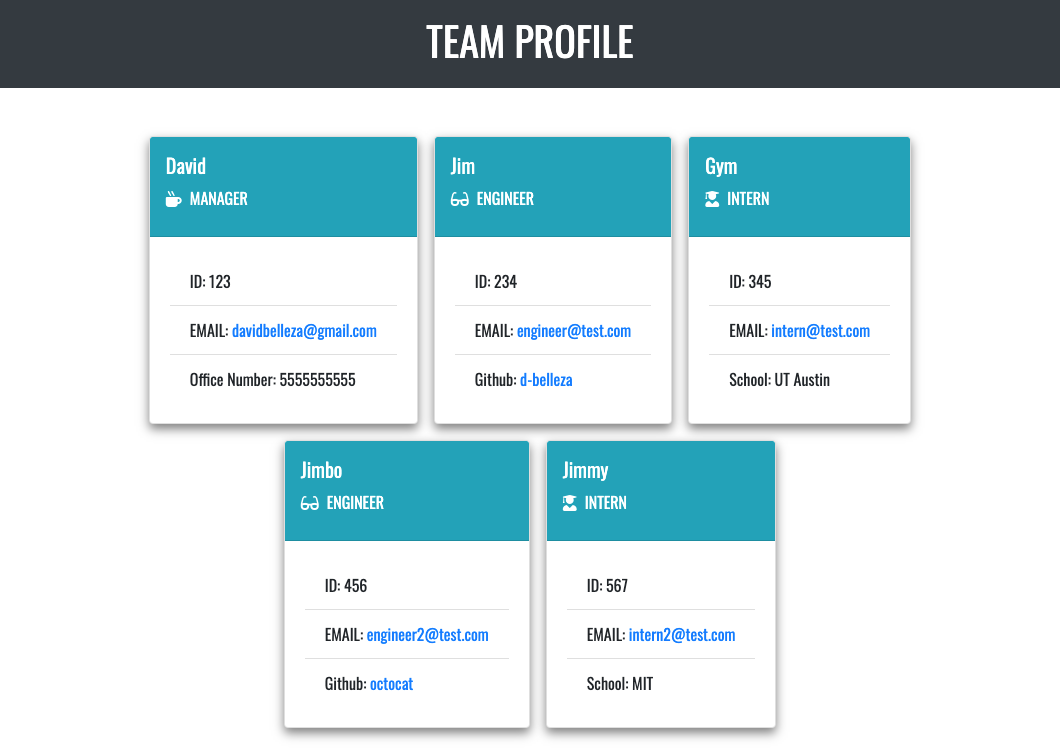 TEAM PROFILE
David
MANAGER
ID: 123
EMAIL: davidbelleza@gmail.com
Office Number: 5555555555
Jim
ENGINEER
ID: 234
EMAIL: engineer@test.com
Github: d-belleza
Gym
INTERN
ID: 345
EMAIL: intern@test.com
School: UT Austin
Jimbo
ENGINEER
ID: 456
EMAIL: engineer2@test.com
Github: octocat
Jimmy
INTERN
ID: 567
EMAIL: intern2@test.com
School: MIT